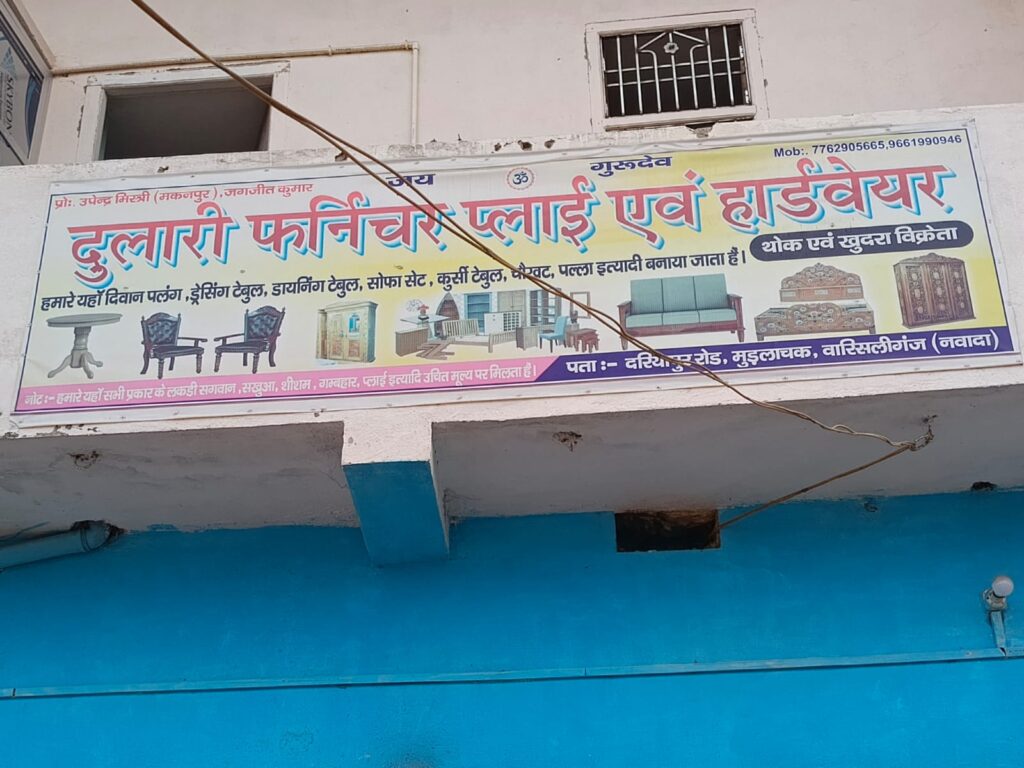 जय ॐ गुरूदेव
Mob:. 7762905665,9661990946
प्रो:. उपेन्द्र मिस्त्री (मकनपुर) ,जगजीत कुमार
दुलारी फर्निचर प्लाई एवं हार्डवेयर
थोक एवं खुदरा विक्रेता
हमारे यहाँ दिवान पलंग, ड्रेसिंग टेबुल, डायनिंग टेबुल, सोफा सेट , कुर्सी टेबुल, चौखट, पल्ला इत्यादी बनाया जाता है।
पता :– दरियापुर रोड, मुड़लाचक, वारिसलीगंज (नवादा)
नोट :– हमारे यहाँ सभी प्रकार के लकड़ी सगवान , सखुआ, शीशम , गम्बहार, प्लाई इत्यादि उचित मूल्य पर मिलता है।
SKYRON